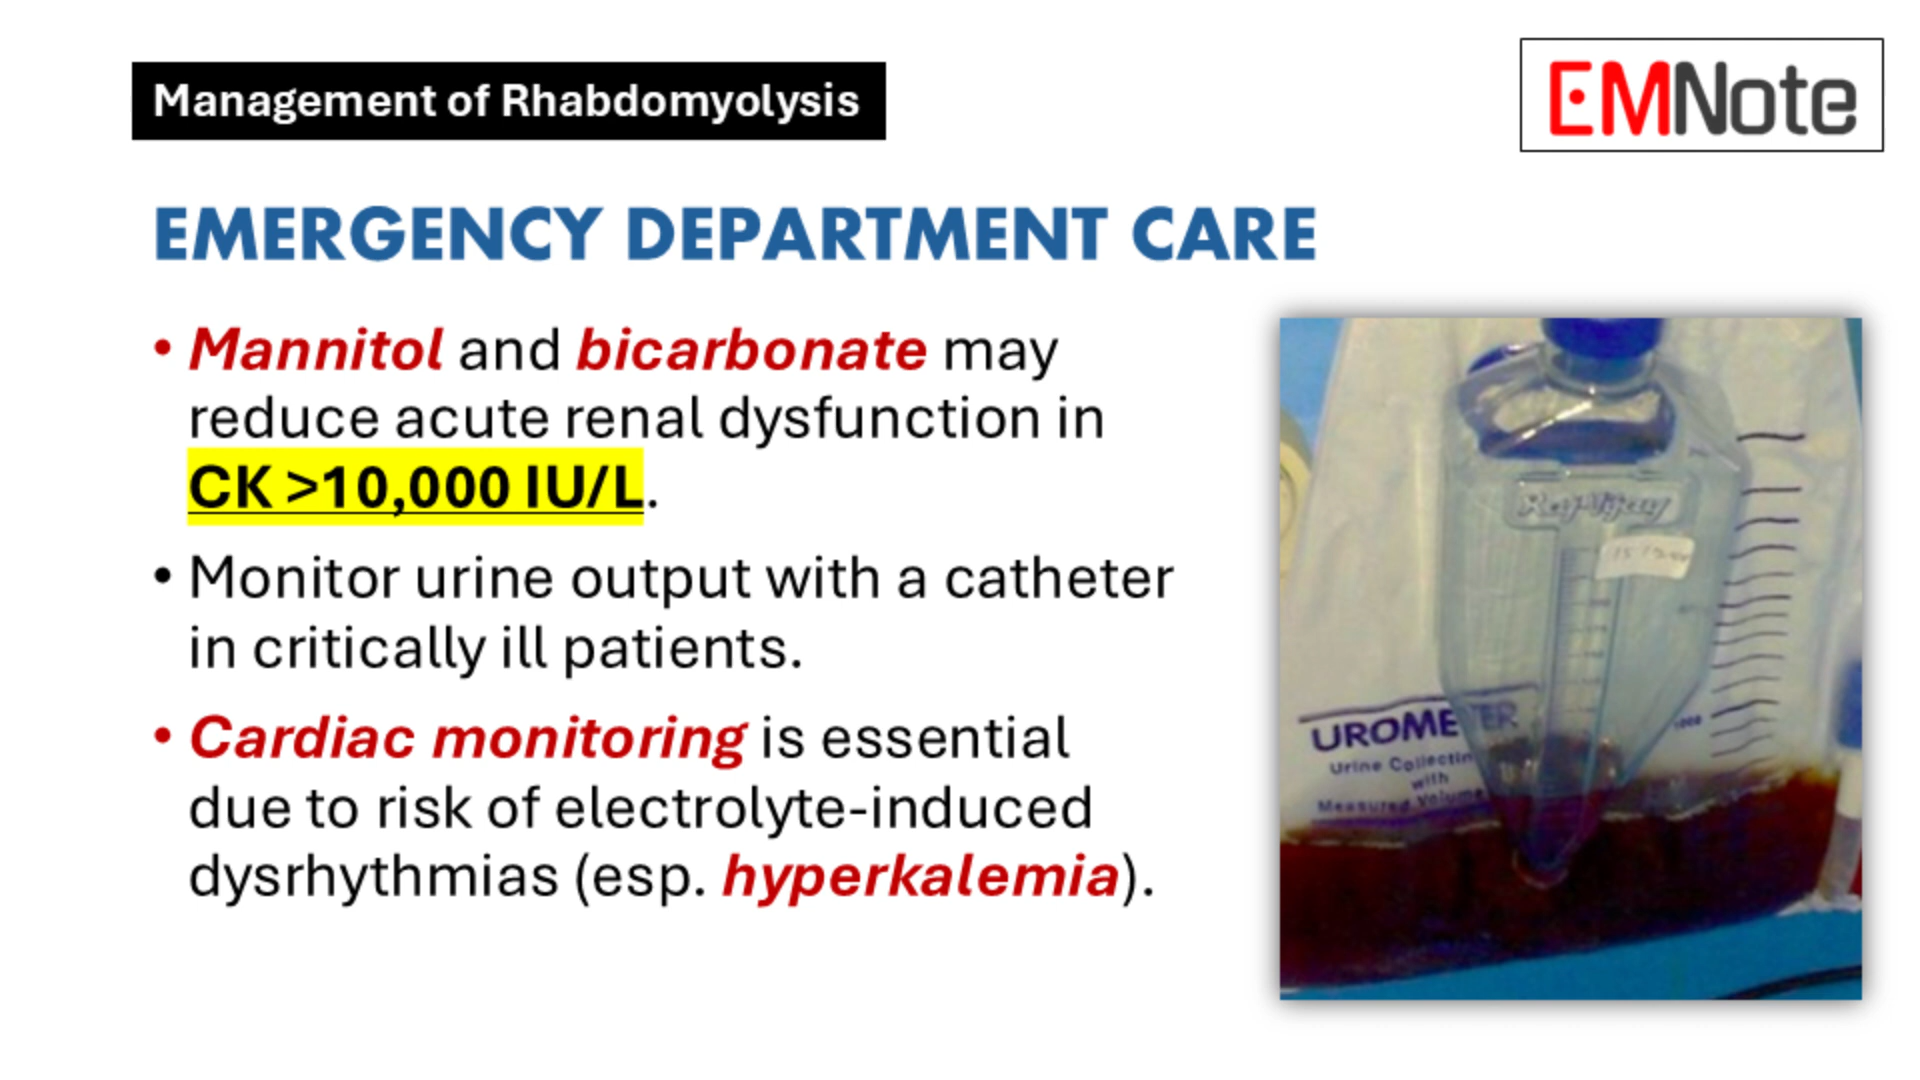 Management of Rhabdomyolysis
EMNote
EMERGENCY DEPARTMENT CARE
• Mannitol and bicarbonate may
reduce acute renal dysfunction in
CK >10,000 IU/L.
• Monitor urine output with a catheter
in critically ill patients.
• Cardiac monitoring is essential
due to risk of electrolyte-induced
dysrhythmias (esp. hyperkalemia).
UROMETER
Urine Collectin
with
Measured Volume